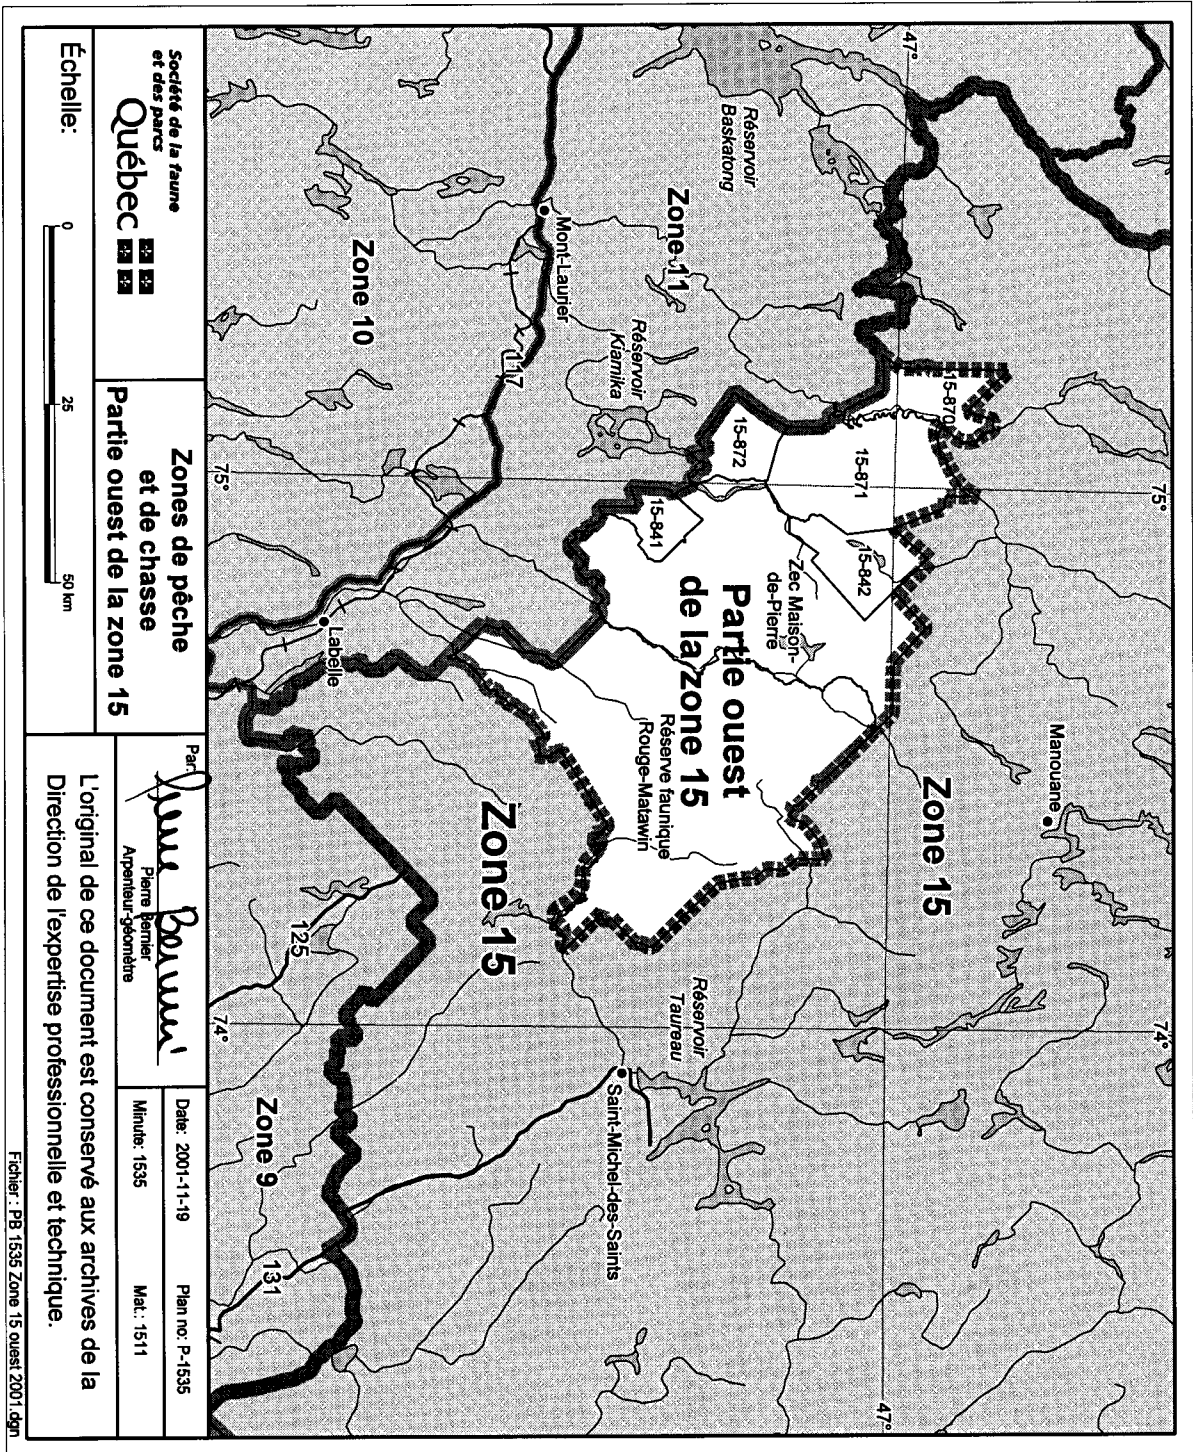 47°
75°
74°
Manouane
Zone 15
Réservoir
Baskatong
Zone 11
15-870
15-871
15-872
15-842
15-841
Zec Maison-
de-Pierre
Partie ouest
de la zone 15
Réserve faunique
Rouge-Matawin
Réservoir
Kiamika
Réservoir
Taureau
47°
Mont-Laurier
Saint-Michel-des-Saints
117
Zone 15
Zone 10
Labelle
125
Zone 9
131
75°
74°
Société de la faune
et des parcs
Québec
Échelle:
0
25
50 km
Zones de pêche
et de chasse
Partie ouest de la zone 15
Par:
Pierre Bernier
Arpenteur-géomètre
Date: 2001-11-19
Plan no: P-1535
Minute: 1535
Mat.: 1511
L'original de ce document est conservé aux archives de la
Direction de l'expertise professionnelle et technique.
Fichier : PB 1535 Zone 15 ouest 2001.dgn